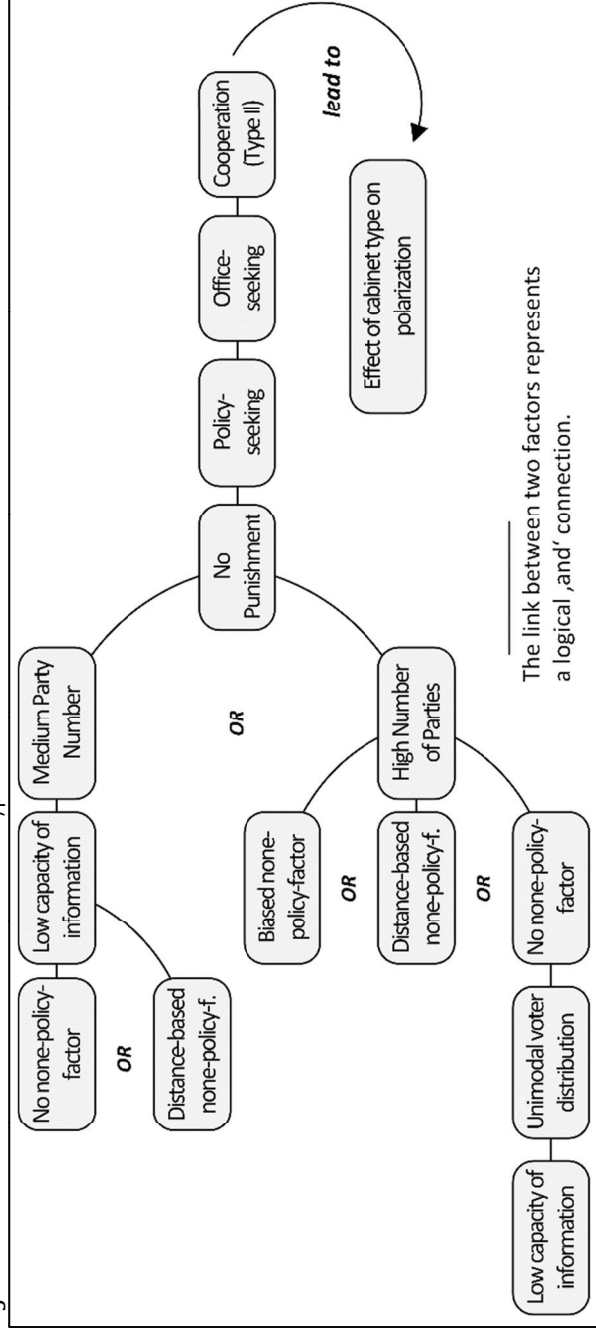 No none-policy-
factor
Low capacity of
information
Medium Party
Number
OR
Distance-based
none-policy-f.
OR
No
Punishment
Policy-
seeking
Office-
seeking
Cooperation
(Type II)
lead to
Effect of cabinet type on
polarization
Biased none-
policy-factor
OR
Distance-based
none-policy-f.
High Number
of Parties
OR
Low capacity of
information
Unimodal voter
distribution
No none-policy-
factor
The link between two factors represents
a logical ‚and‘ connection.